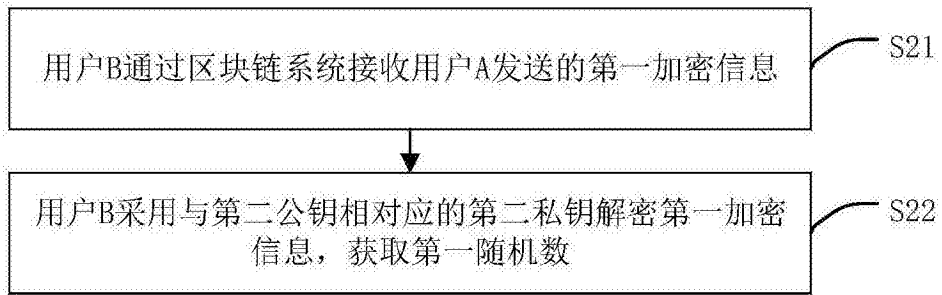 用户B通过区块链系统接收用户A发送的第一加密信息
S21
用户B采用与第二公钥相对应的第二私钥解密第一加密
信息，获取第一随机数
S22